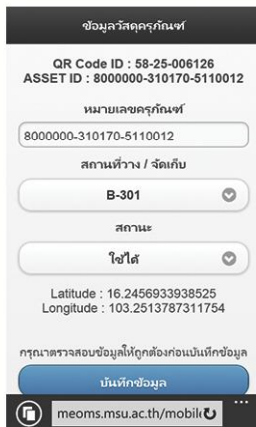 ข้อมูลวัสดุครุภัณฑ์
QR Code ID : 58-25-006126
ASSET ID : 8000000-310170-5110012
หมายเลขครุภัณฑ์
8000000-310170-5110012
สถานที่วาง / จัดเก็บ
B-301
สถานะ
ใช้ได้
Latitude : 16.2456933938525
Longitude : 103.2513787311754
กรุณาตรวจสอบข้อมูลให้ถูกต้องก่อนบันทึกข้อมูล
บันทึกข้อมูล
meoms.msu.ac.th/mobile